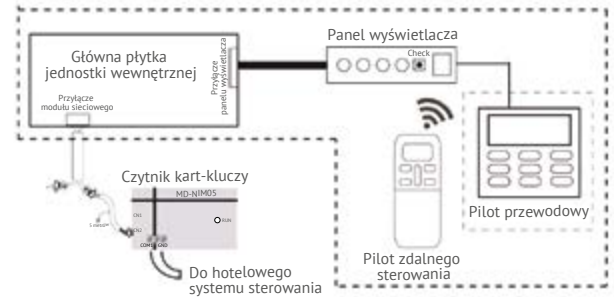 Główna płytka
jednostki wewnętrznej
Przyłącze
panelu wyświetlacza
Przyłącze
modułu sieciowego
Panel wyświetlacza
Check
Pilot przewodowy
Pilot zdalnego
sterowania
Czytnik kart-kluczy
MD-NIM05
CN1
RUN
CN2
COM GND
Do hotelowego
systemu sterowania